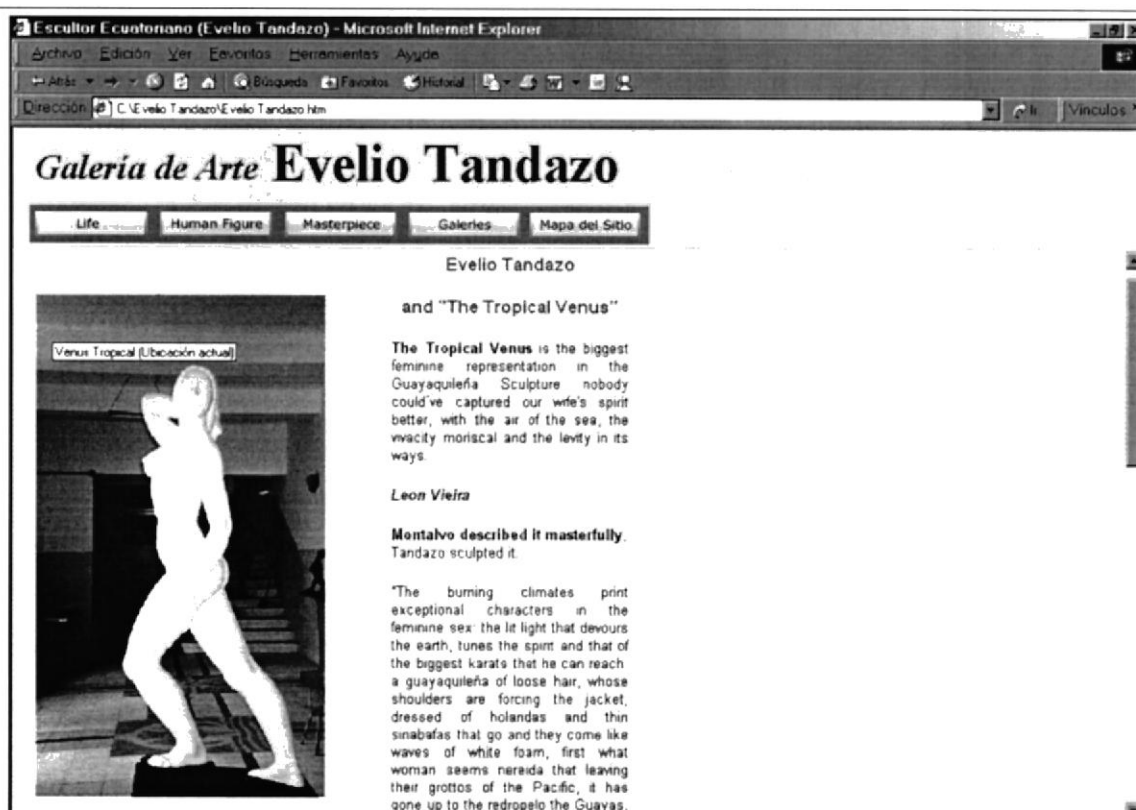 Escultor Ecuatoriano (Evelio Tandazo) - Microsoft Internet Explorer
Archivo Edición Ver Favoritos Herramientas Ayuda
Atrás Búsqueda Favoritos Historial
Dirección C:\Evelio Tandazo\Evelio Tandazo.htm Ir Vínculos
Galería de Arte Evelio Tandazo
Life Human Figure Masterpiece Galeries Mapa del Sitio
Evelio Tandazo
and "The Tropical Venus"
Venus Tropical (Ubicación actual)
The Tropical Venus is the biggest
feminine representation in the
Guayaquileña Sculpture nobody
could've captured our wife's spirit
better, with the air of the sea, the
vivacity moriscal and the levity in its
ways.
Leon Vieira
Montalvo described it masterfully.
Tandazo sculpted it.
"The burning climates print
exceptional characters in the
feminine sex: the lit light that devours
the earth, tunes the spirit and that of
the biggest karats that he can reach
a guayaquileña of loose hair, whose
shoulders are forcing the jacket,
dressed of holandas and thin
sinabafas that go and they come like
waves of white foam, first what
woman seems nereida that leaving
their grottos of the Pacific, it has
gone up to the redropelo the Guayas,